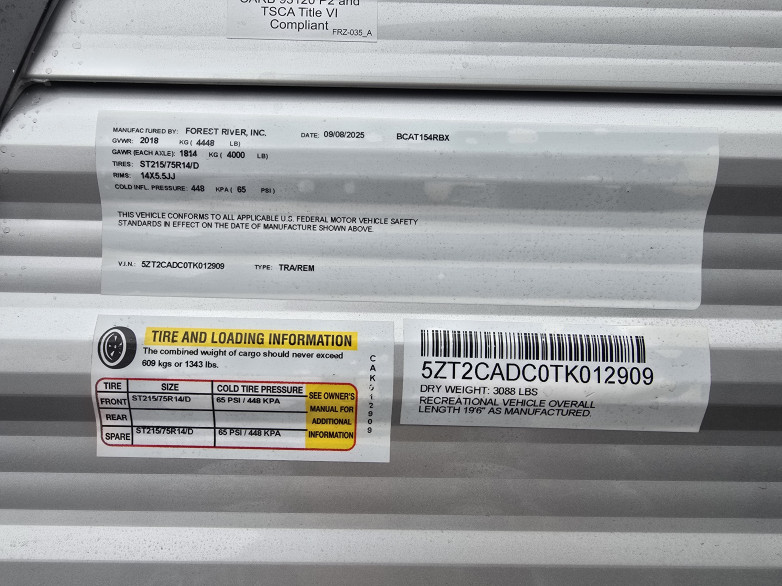 CARB 93120 P2 and
TSCA Title VI
Compliant
FRZ-035_A
MANUFACTURED BY: FOREST RIVER, INC. DATE: 09/08/2025 BCAT154RBX
GVWR: 2018 KG ( 4448 LB)
GAWR (EACH AXLE): 1814 KG ( 4000 LB)
TIRES: ST215/75R14/D
RIMS: 14X5.5JJ
COLD INFL. PRESSURE: 448 KPA ( 65 PSI )
THIS VEHICLE CONFORMS TO ALL APPLICABLE U.S. FEDERAL MOTOR VEHICLE SAFETY
STANDARDS IN EFFECT ON THE DATE OF MANUFACTURE SHOWN ABOVE.
V.I.N.: 5ZT2CADC0TK012909 TYPE: TRA/REM
TIRE AND LOADING INFORMATION
The combined weight of cargo should never exceed
609 kgs or 1343 lbs.
TIRE SIZE COLD TIRE PRESSURE
FRONT ST215/75R14/D 65 PSI / 448 KPA
REAR
SPARE ST215/75R14/D 65 PSI / 448 KPA
SEE OWNER'S
MANUAL FOR
ADDITIONAL
INFORMATION
CAK012909
5ZT2CADC0TK012909
DRY WEIGHT: 3088 LBS
RECREATIONAL VEHICLE OVERALL
LENGTH 19'6" AS MANUFACTURED.